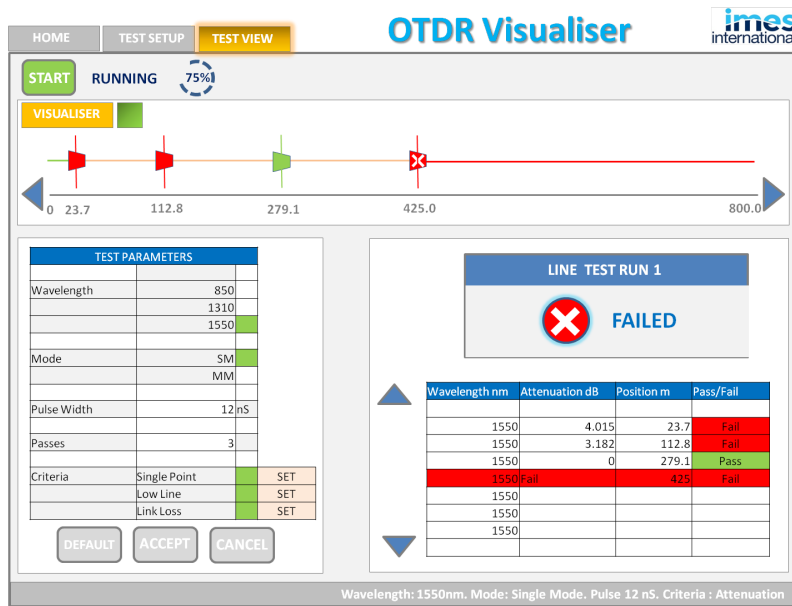 OTDR Visualiser
imes
international
HOME TEST SETUP TEST VIEW
START RUNNING 75%
VISUALISER
0 23.7 112.8 279.1 425.0 800.0
TEST PARAMETERS
Wavelength 850
1310
1550
Mode SM
MM
Pulse Width 12 nS
Passes 3
Criteria Single Point SET
Low Line SET
Link Loss SET
DEFAULT ACCEPT CANCEL
LINE TEST RUN 1
FAILED
Wavelength nm Attenuation dB Position m Pass/Fail
1550 4.015 23.7 Fail
1550 3.182 112.8 Fail
1550 0 279.1 Pass
1550 Fail 425 Fail
1550
1550
1550
Wavelength: 1550nm. Mode: Single Mode. Pulse 12 nS. Criteria : Attenuation